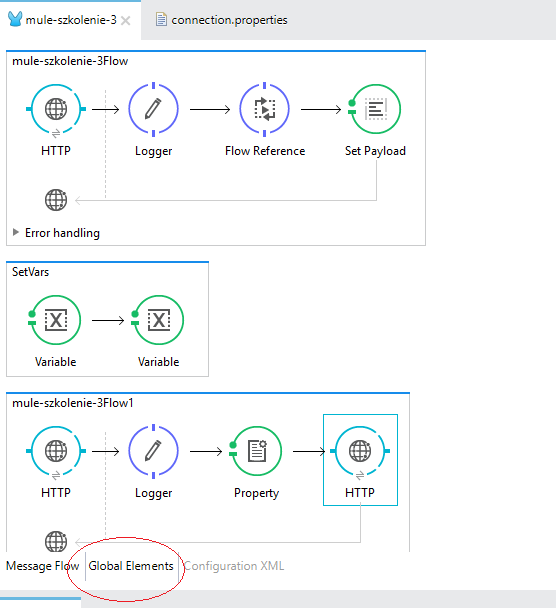 mule-szkolenie-3 connection.properties
mule-szkolenie-3Flow
HTTP Logger Flow Reference Set Payload
Error handling
SetVars
Variable Variable
mule-szkolenie-3Flow1
HTTP Logger Property HTTP
Message Flow Global Elements Configuration XML